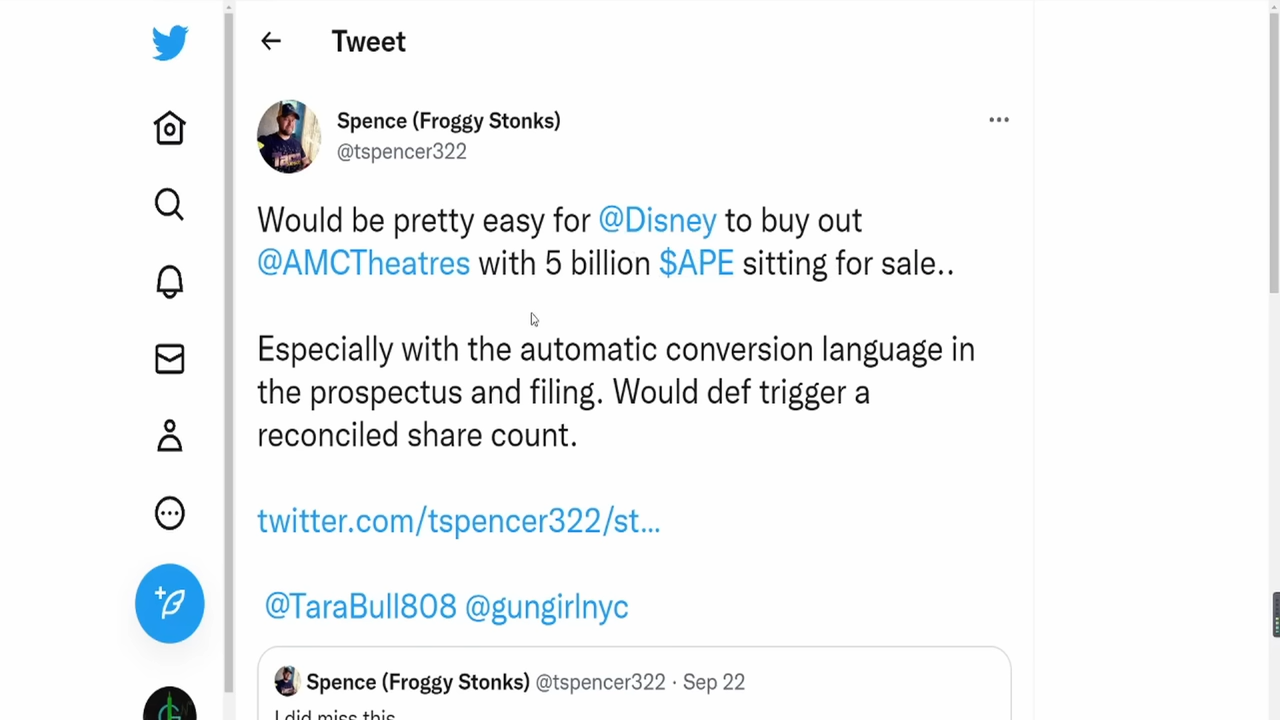 Tweet
Spence (Froggy Stonks)
@tspencer322
Would be pretty easy for @Disney to buy out
@AMCTheatres with 5 billion $APE sitting for sale..
Especially with the automatic conversion language in
the prospectus and filing. Would def trigger a
reconciled share count.
twitter.com/tspencer322/st...
@TaraBull808 @gungirlnyc
Spence (Froggy Stonks) @tspencer322 · Sep 22
I did miss this